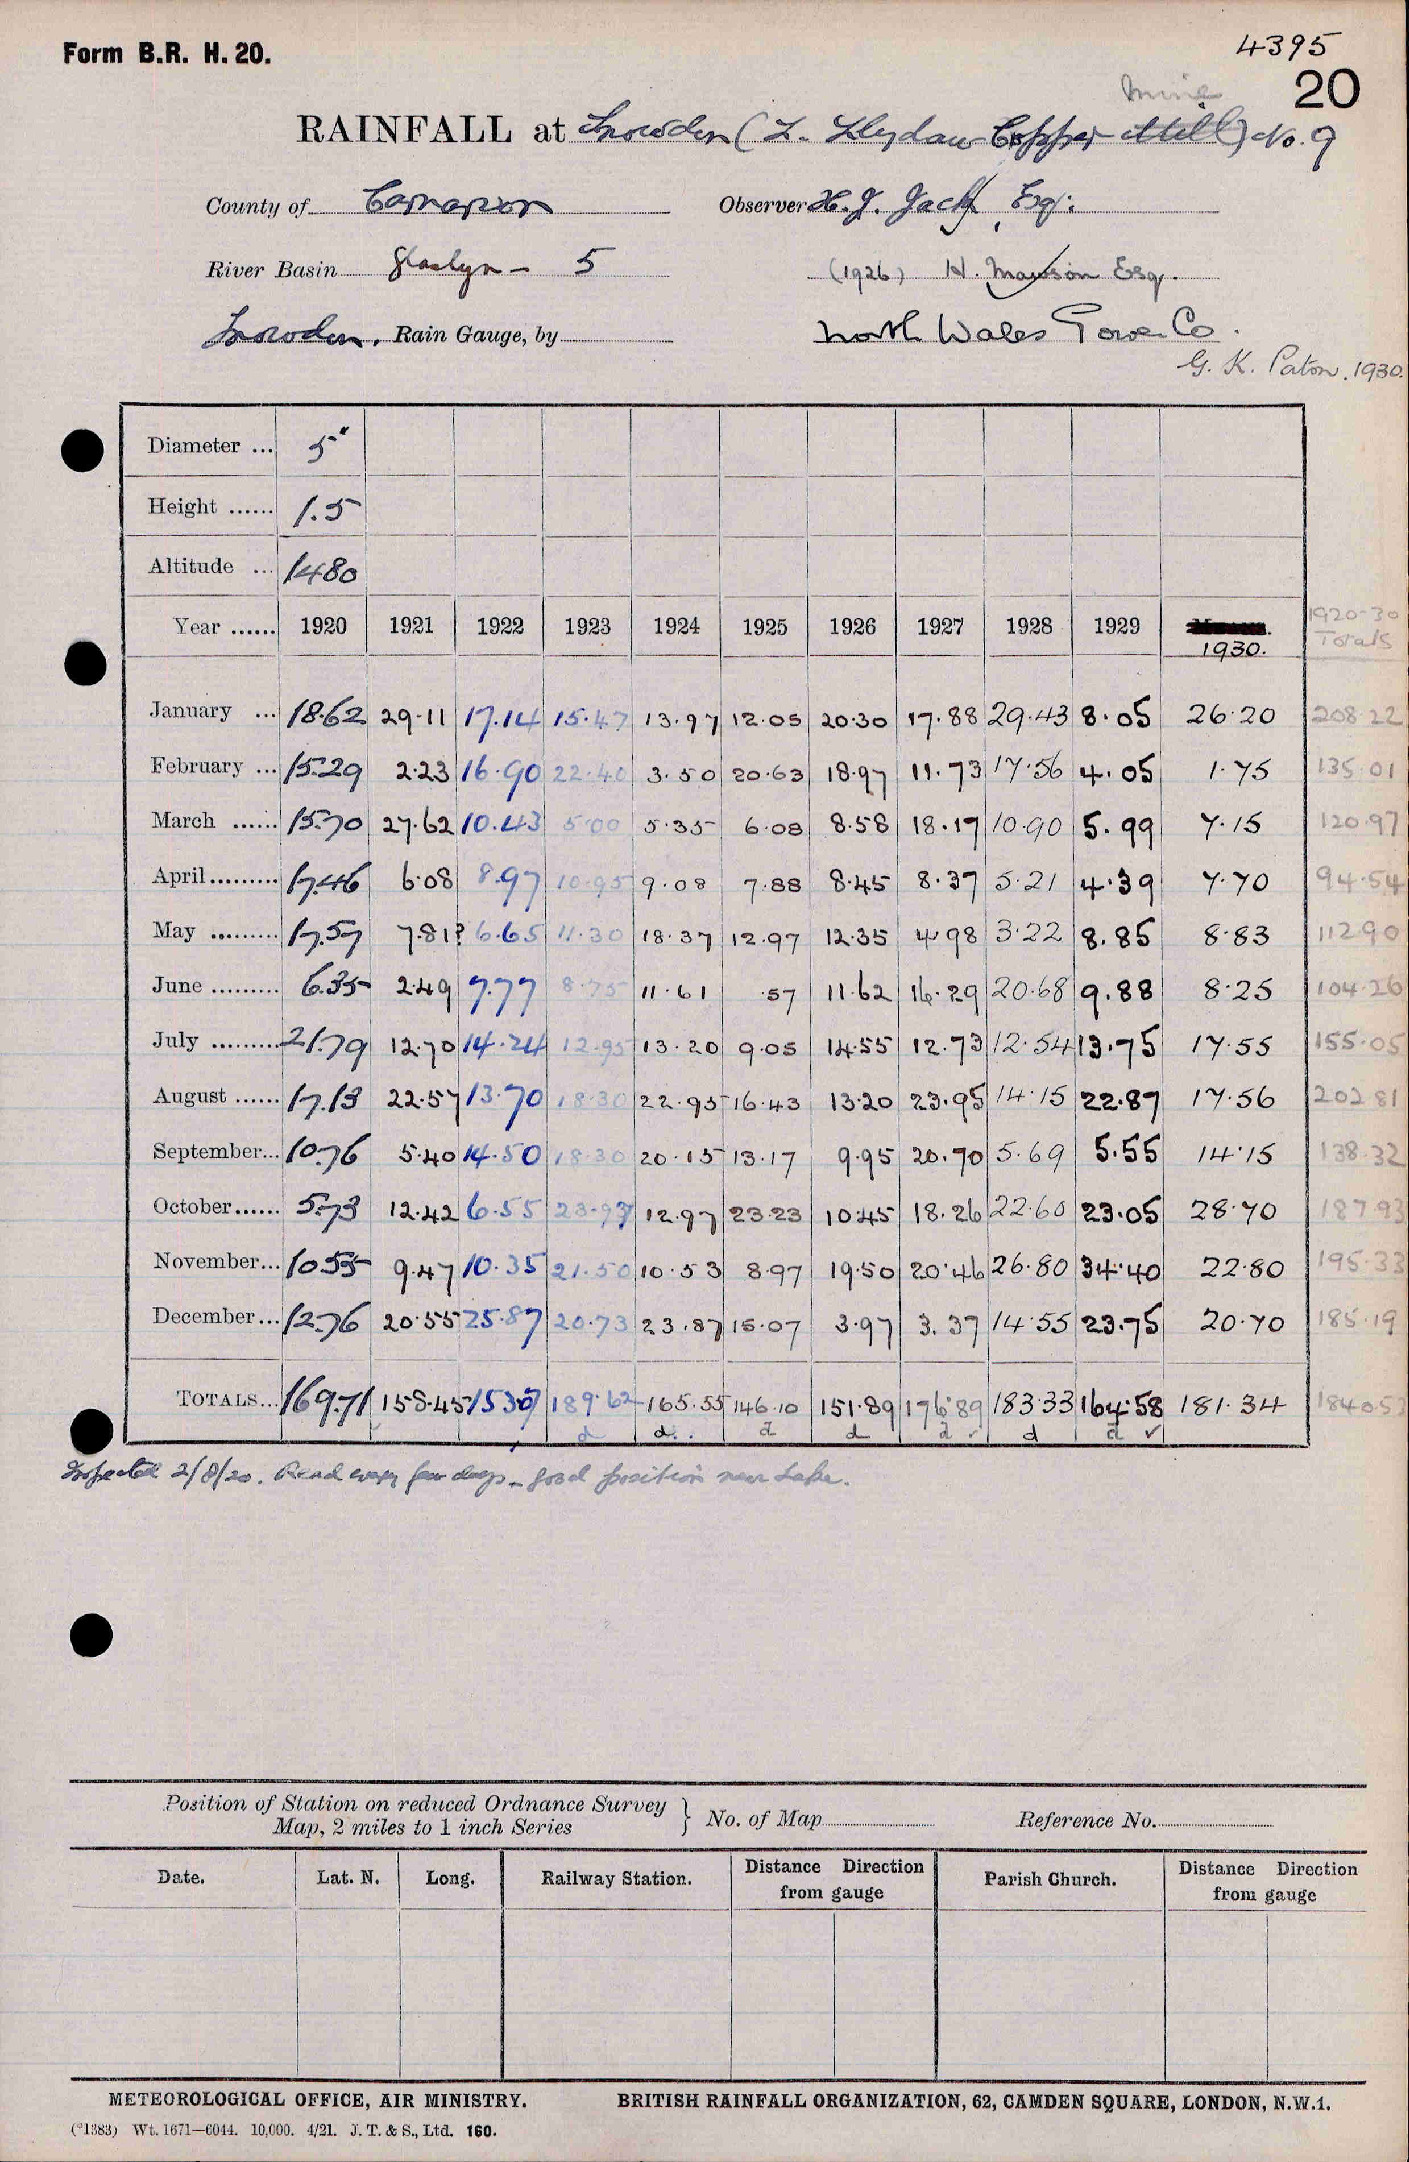 Form B.R. H. 20.
4395
20
mine
RAINFALL at Snowdon (L. Llydaw Copper Mill) No. 9
County of Carnarvon Observer H. J. Jack, Esq:
River Basin Glaslyn - 5 (1926) H. Mawson Esq.
Snowdon. Rain Gauge, by North Wales Power Co.
G. K. Paton. 1930.
Diameter ... 5"
Height ...... 1.5
Altitude ... 1480
Year ...... 1920 1921 1922 1923 1924 1925 1926 1927 1928 1929 1930. 1920-30 Totals
January ... 18.62 29.11 17.14 15.47 13.97 12.05 20.30 17.88 29.43 8.05 26.20 208.22
February ... 15.29 2.23 16.90 22.40 3.50 20.63 18.97 11.73 17.56 4.05 1.75 135.01
March ...... 15.70 27.62 10.43 5.00 5.35 6.08 8.58 18.17 10.90 5.99 7.15 120.97
April ......... 17.46 6.08 8.97 10.95 9.08 7.88 8.45 8.37 5.21 4.39 7.70 94.54
May ......... 17.57 7.81? 6.65 11.30 18.37 12.97 12.35 4.98 3.22 8.85 8.83 112.90
June ......... 6.35 2.49 7.77 8.75 11.61 .57 11.62 16.29 20.68 9.88 8.25 104.26
July ......... 21.79 12.70 14.24 12.95 13.20 9.05 14.55 12.73 12.54 13.75 17.55 155.05
August ...... 17.13 22.57 13.70 18.30 22.95 16.43 13.20 23.95 14.15 22.87 17.56 202.81
September... 10.76 5.40 14.50 18.30 20.15 13.17 9.95 20.70 5.69 5.55 14.15 138.32
October ...... 5.73 12.42 6.55 23.97 12.97 23.23 10.45 18.26 22.60 23.05 28.70 187.93
November... 10.55 9.47 10.35 21.50 10.53 8.97 19.50 20.46 26.80 34.40 22.80 195.33
December... 12.76 20.55 25.87 20.73 23.87 15.07 3.97 3.37 14.55 23.75 20.70 185.19
TOTALS... 169.71 158.45 153.07 189.62 165.55 146.10 151.89 176.89 183.33 164.58 181.34 1840.53
d d.. d d d ✓ d d ✓
Inspected 2/8/20. Read every few days - good position near Lake.
Position of Station on reduced Ordnance Survey Map, 2 miles to 1 inch Series } No. of Map Reference No.
Date. Lat. N. Long. Railway Station. Distance Direction from gauge Parish Church. Distance Direction from gauge
METEOROLOGICAL OFFICE, AIR MINISTRY. BRITISH RAINFALL ORGANIZATION, 62, CAMDEN SQUARE, LONDON, N.W.1.
(*1383) Wt. 1671—6044. 10,000. 4/21. J. T. & S., Ltd. 160.